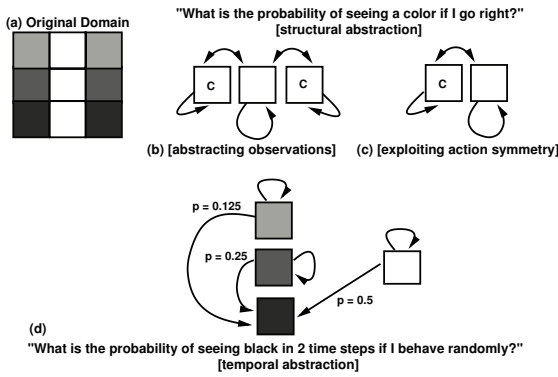 "What is the probability of seeing a color if I go right?"
(a) Original Domain
[structural abstraction]
C
C
C
(b) [abstracting observations]
(c) [exploiting action symmetry]
p = 0.125
p = 0.25
p = 0.5
(d)
"What is the probability of seeing black in 2 time steps if I behave randomly?"
[temporal abstraction]